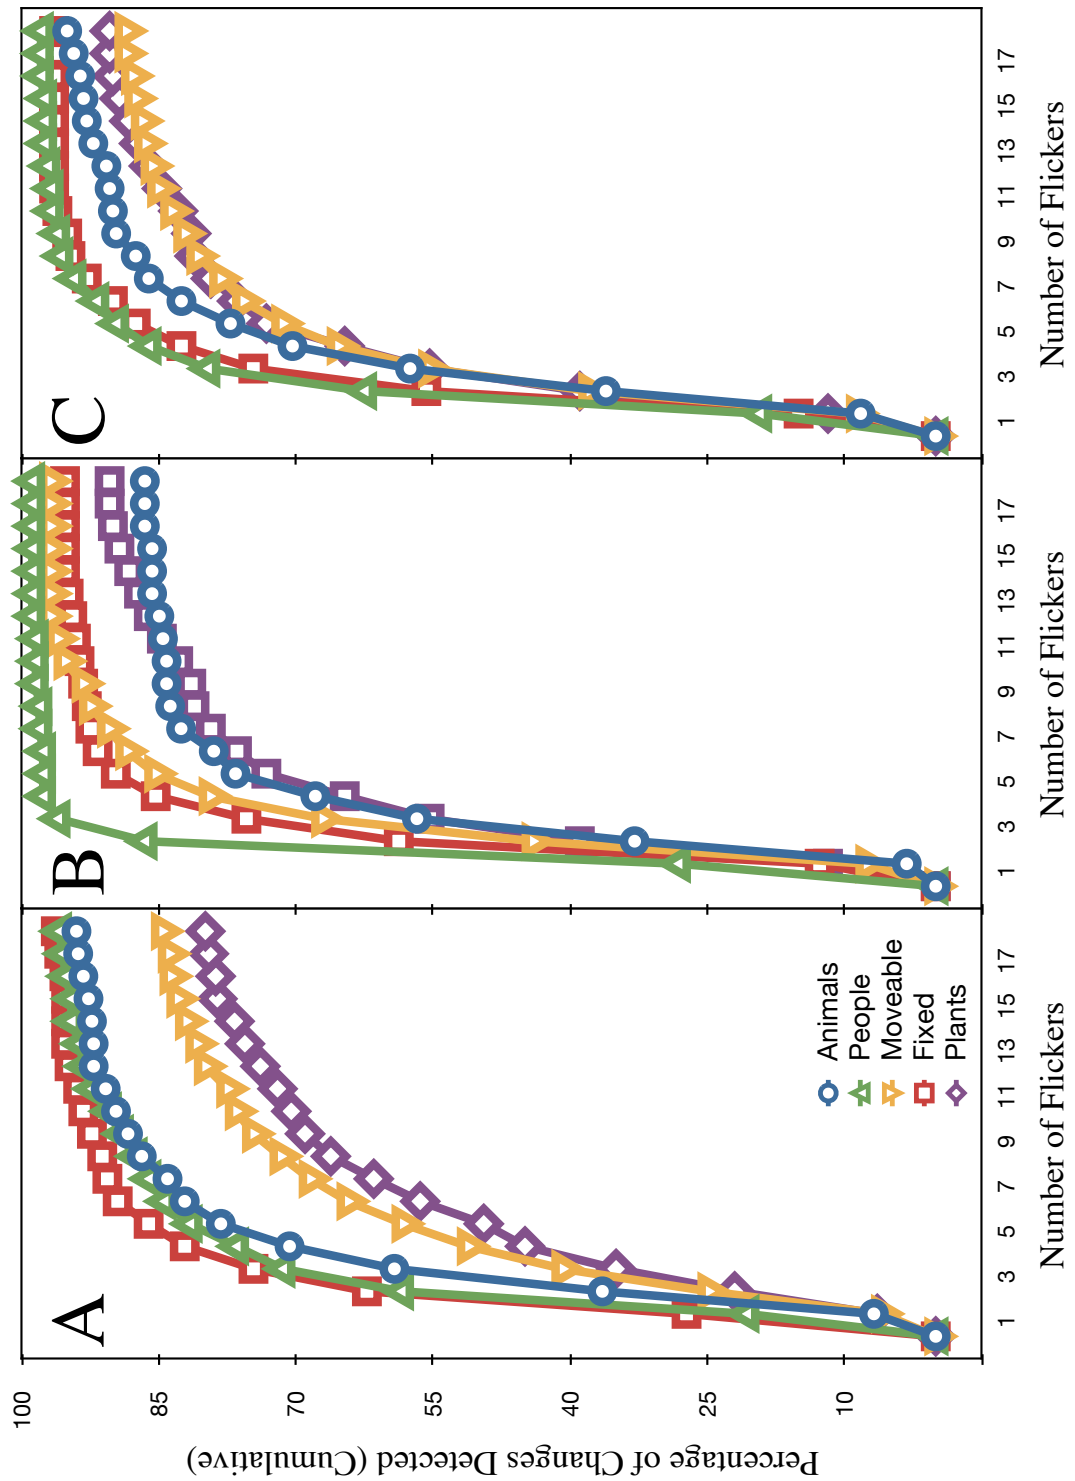 A
B
C
Percentage of Changes Detected (Cumulative)
100
85
70
55
40
25
10
Animals
People
Moveable
Fixed
Plants
1 3 5 7 9 11 13 15 17
1 3 5 7 9 11 13 15 17
1 3 5 7 9 11 13 15 17
Number of Flickers
Number of Flickers
Number of Flickers